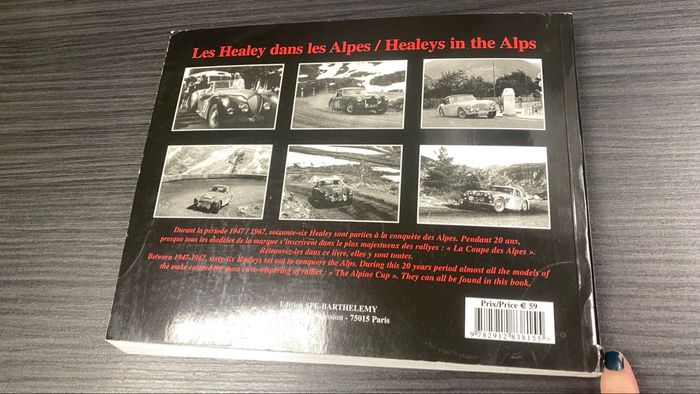 Les Healey dans les Alpes / Healeys in the Alps
Durant la période 1947 / 1967, soixante-six Healey sont parties à la conquête des Alpes. Pendant 20 ans,
presque tous les modèles de la marque s'inscrivent dans le plus majestueux des rallyes : « La Coupe des Alpes ».
Retrouvez-les dans ce livre, elles y sont toutes.
Between 1947-1967, sixty-six Healeys set out to conquere the Alps. During this 20 years period almost all the models of
the make entered the most of rallies : « The Alpine Cup ». They can all be found in this book.
Edition SPE-BARTHELEMY
- 75015 Paris
Prix/Price € 59
9 782912 838155 >